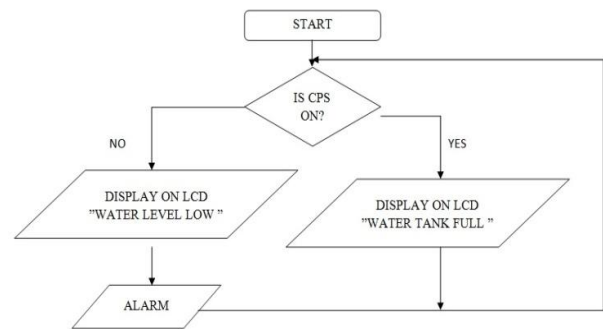 START
IS CPS
ON?
NO
YES
DISPLAY ON LCD
"WATER LEVEL LOW "
DISPLAY ON LCD
"WATER TANK FULL "
ALARM